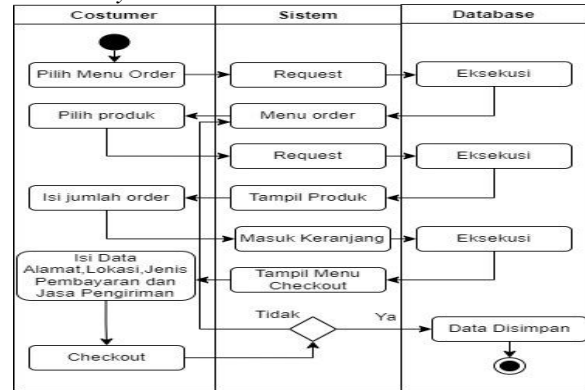 Costumer
Sistem
Database
Pilih Menu Order
Request
Eksekusi
Pilih produk
Menu order
Request
Eksekusi
Isi jumlah order
Tampil Produk
Masuk Keranjang
Eksekusi
Isi Data
Alamat,Lokasi,Jenis
Pembayaran dan
Jasa Pengiriman
Tampil Menu
Checkout
Tidak
Ya
Data Disimpan
Checkout